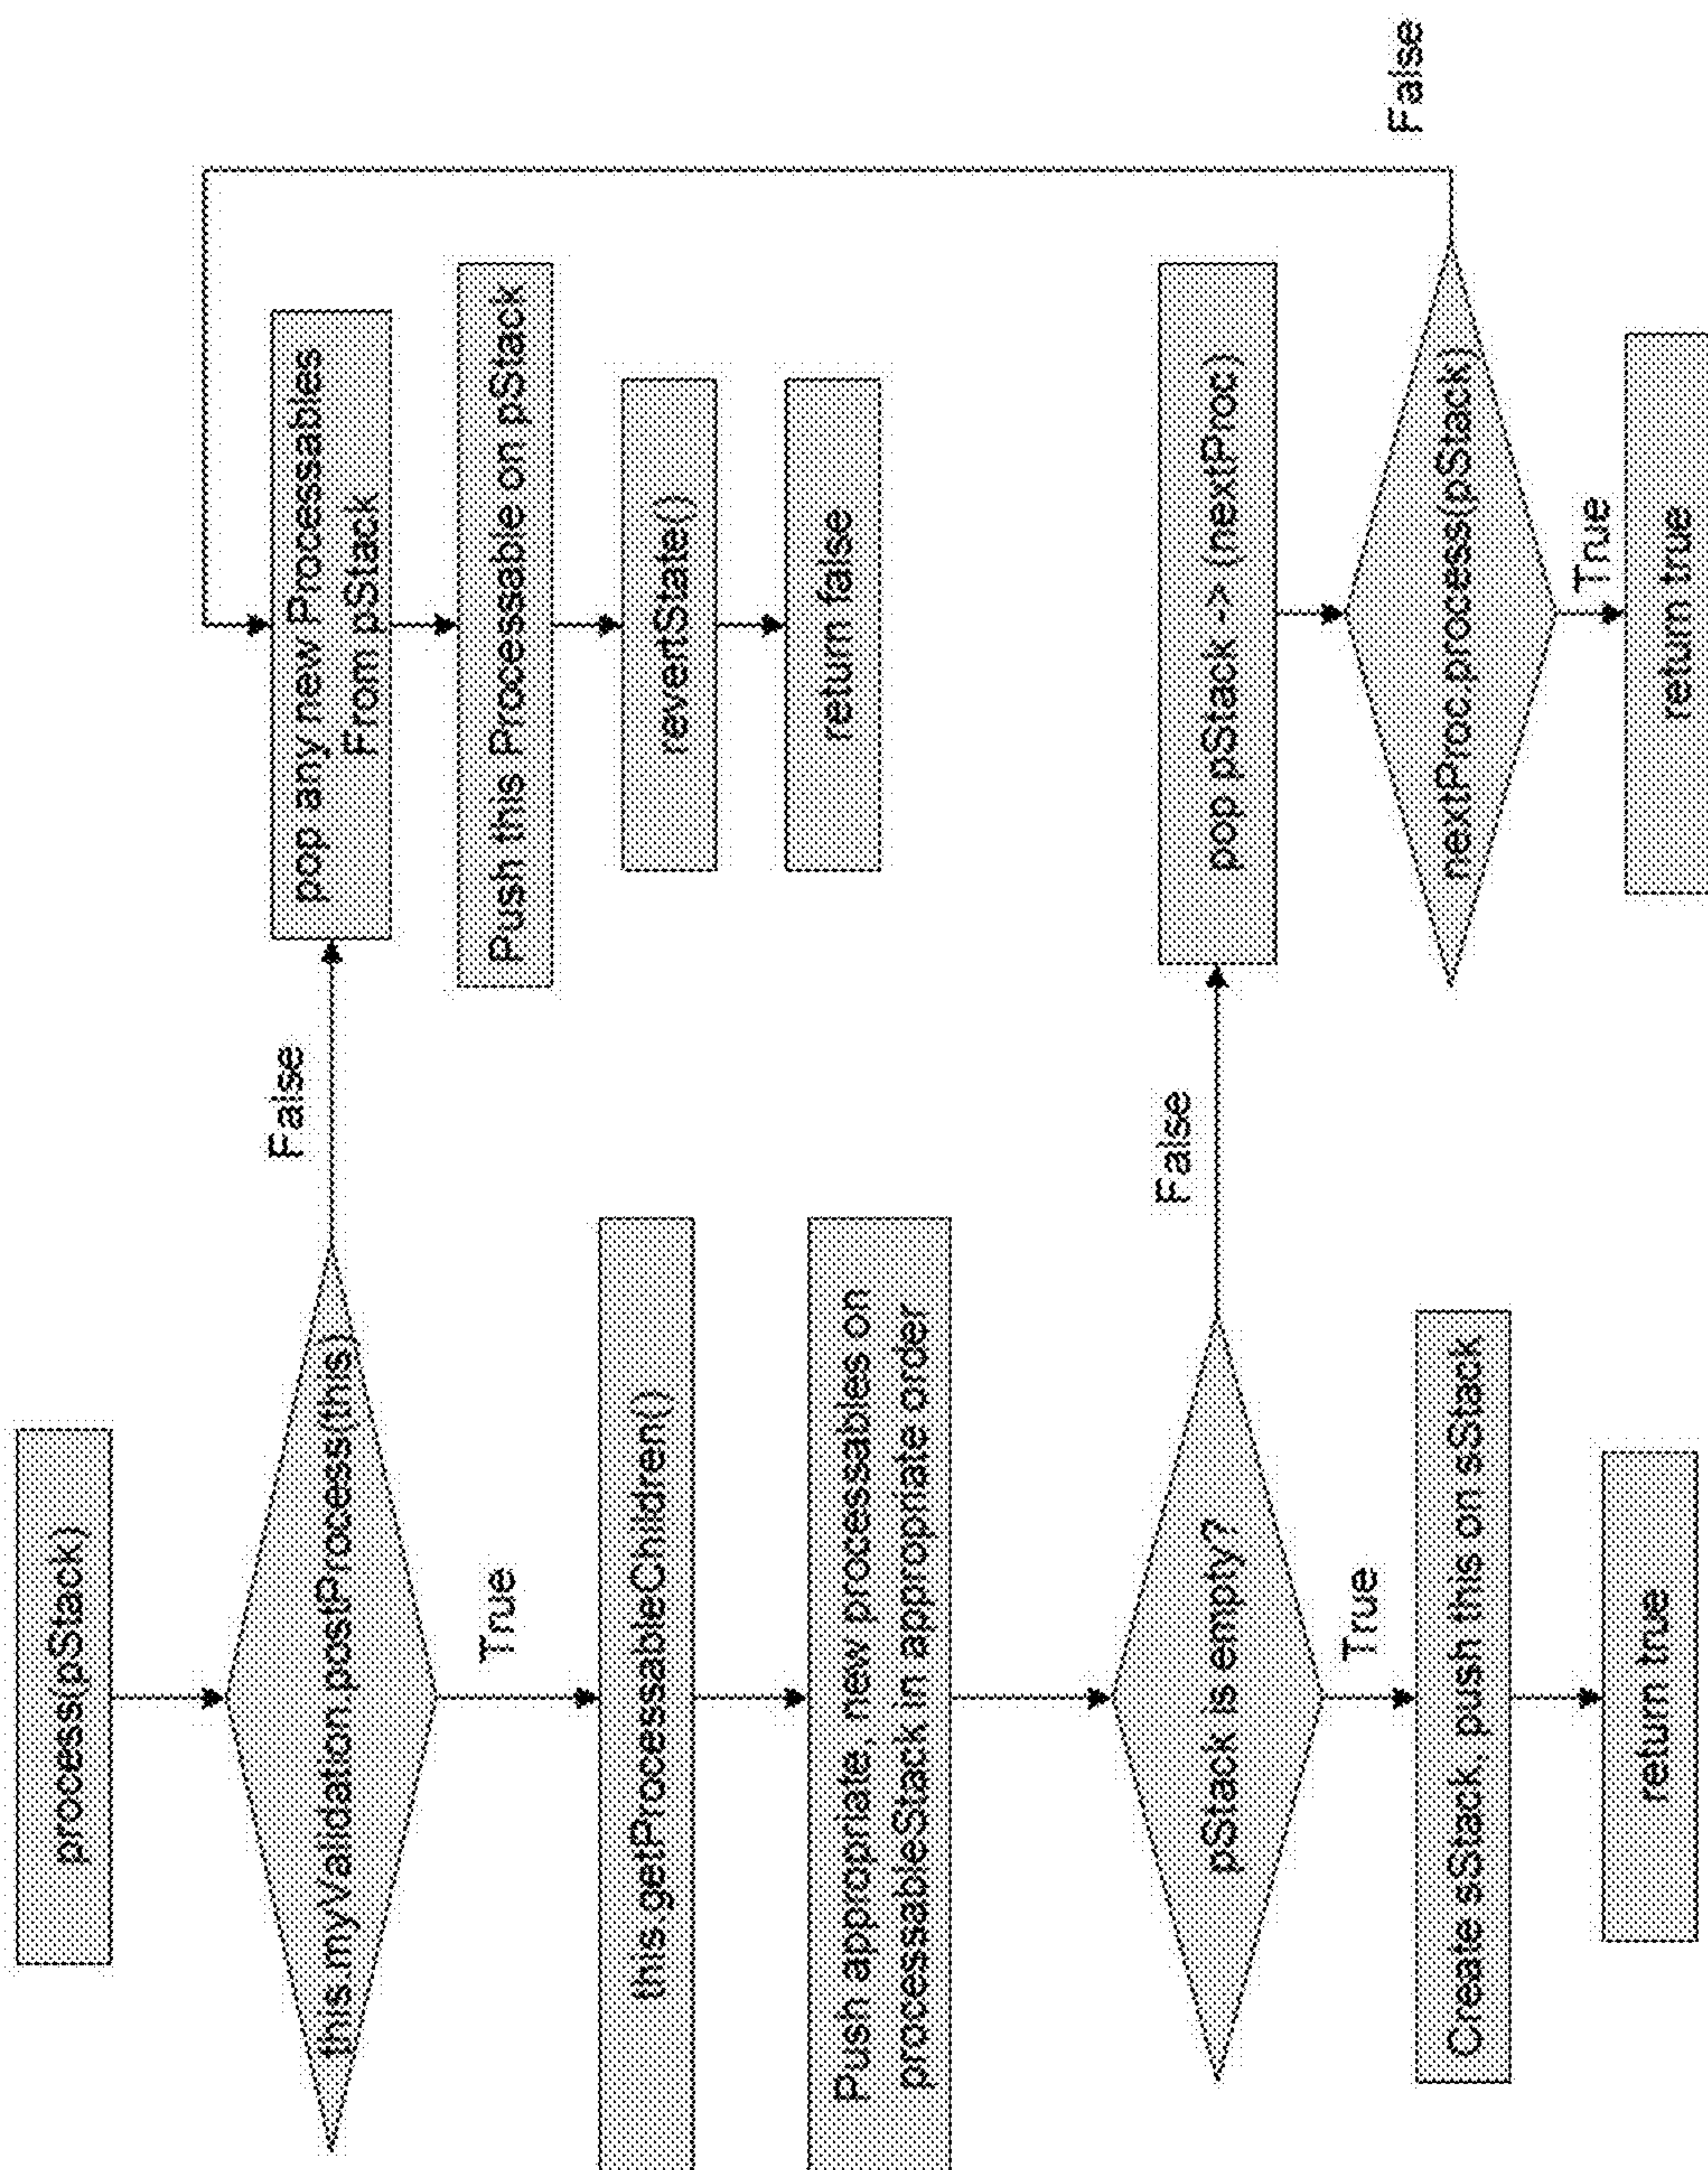 process(pStack)
this.myValidation.postProcess(this)
False
True
pop any new Processables
From pStack
Push this Processable on pStack
revertState()
return false
this.getProcessableChildren()
Push appropriate, new processables on
processableStack in appropriate order
pStack is empty?
False
True
pop pStack -> (nextProc)
nextProc.process(pStack)
False
True
return true
Create sStack, push this on sStack
return true